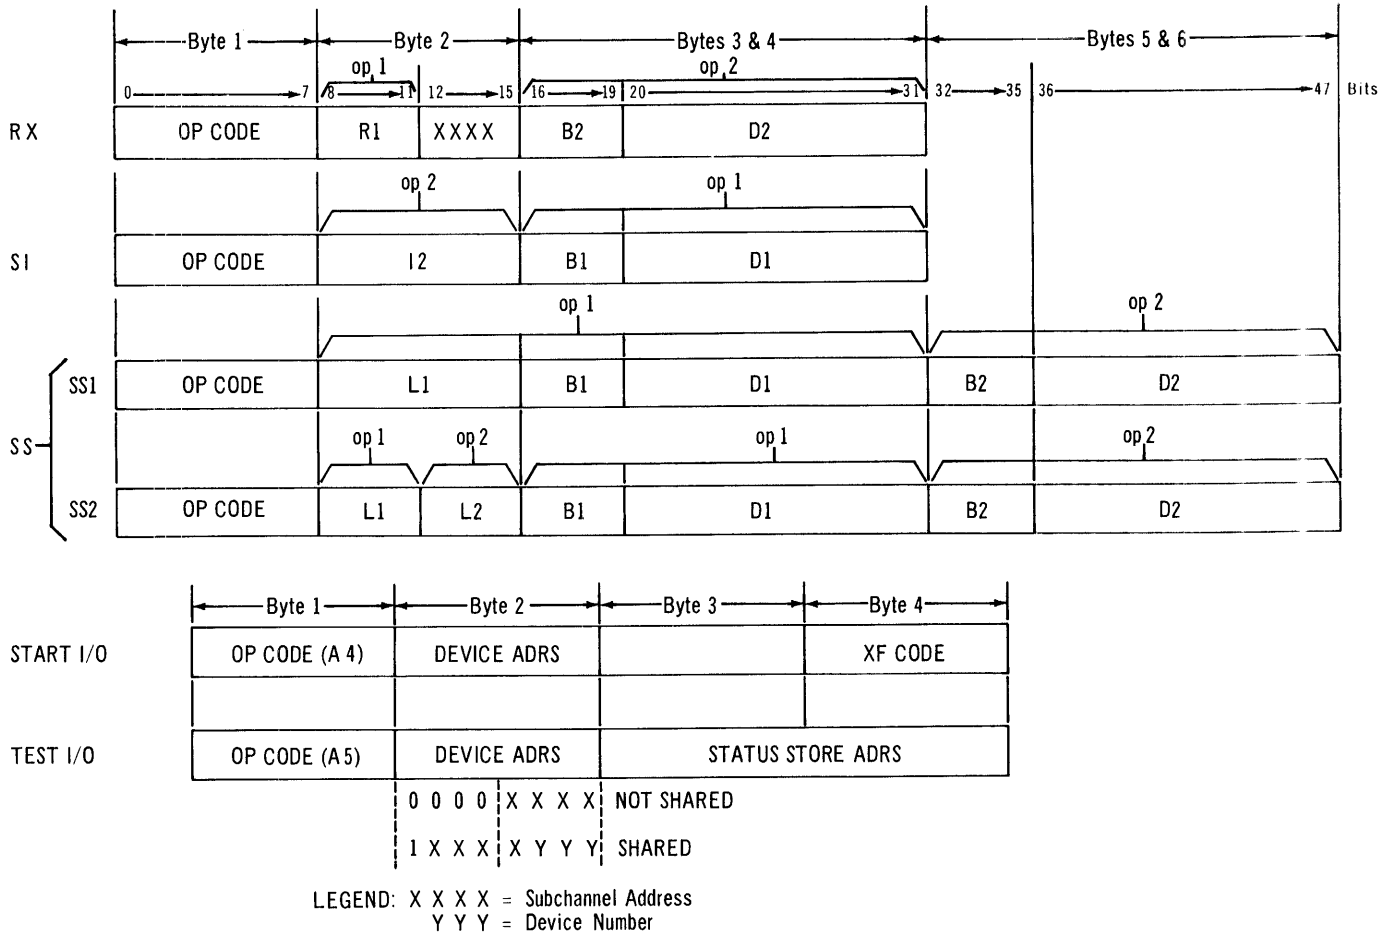 Byte 1 Byte 2 Bytes 3 & 4 Bytes 5 & 6
op 1 op 2
0 7 8 11 12 15 16 19 20 31 32 35 36 47 Bits
RX OP CODE R1 XXXX B2 D2
op 2 op 1
SI OP CODE I2 B1 D1
op 1 op 2
SS1 OP CODE L1 B1 D1 B2 D2
SS
op 1 op 2 op 1 op 2
SS2 OP CODE L1 L2 B1 D1 B2 D2
Byte 1 Byte 2 Byte 3 Byte 4
START I/O OP CODE (A4) DEVICE ADRS XF CODE
TEST I/O OP CODE (A5) DEVICE ADRS STATUS STORE ADRS
0 0 0 0 X X X X NOT SHARED
1 X X X X Y Y Y SHARED
LEGEND: X X X X = Subchannel Address
Y Y Y = Device Number